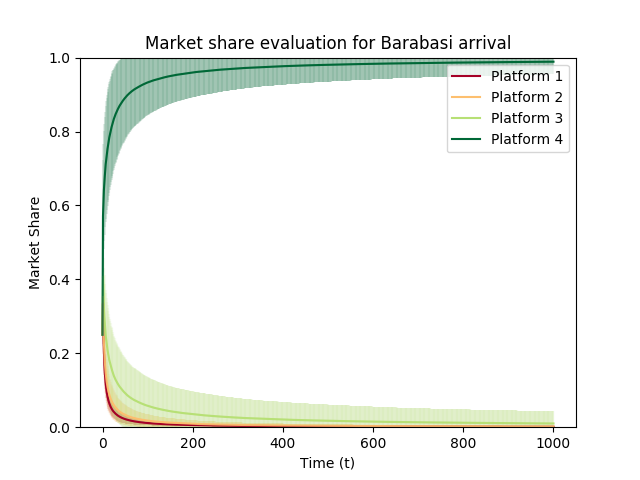 Market share evaluation for Barabasi arrival
Market Share
1.0
0.8
0.6
0.4
0.2
0.0
Platform 1
Platform 2
Platform 3
Platform 4
0
200
400
600
800
1000
Time (t)